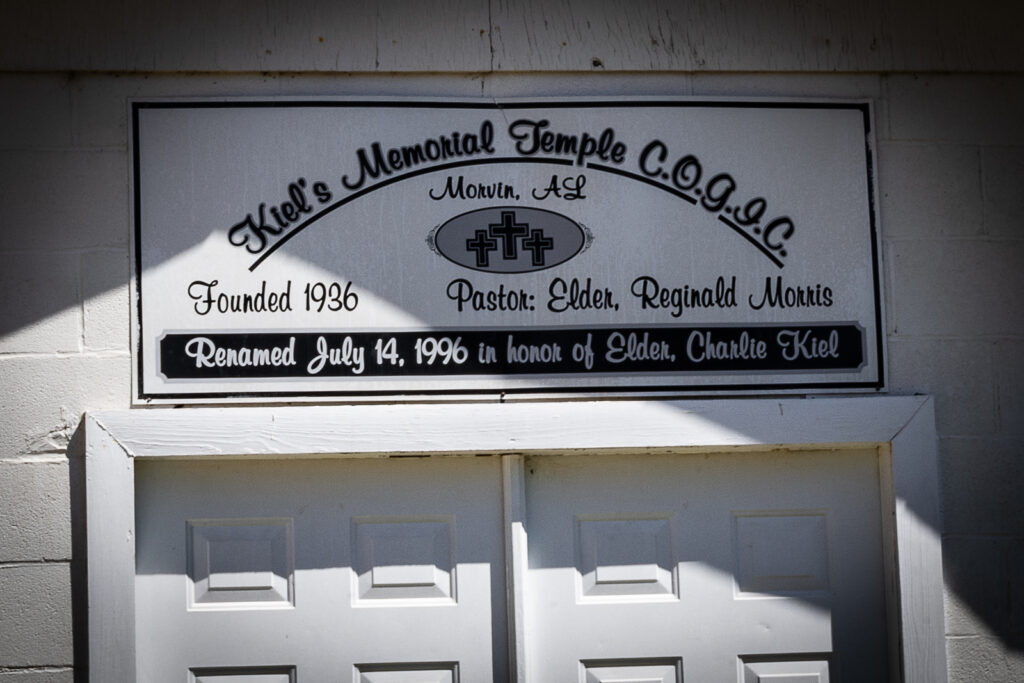 Kiel's Memorial Temple C.O.G.I.C.
Morvin, AL
Founded 1936 Pastor: Elder, Reginald Morris
Renamed July 14, 1996 in honor of Elder, Charlie Kiel